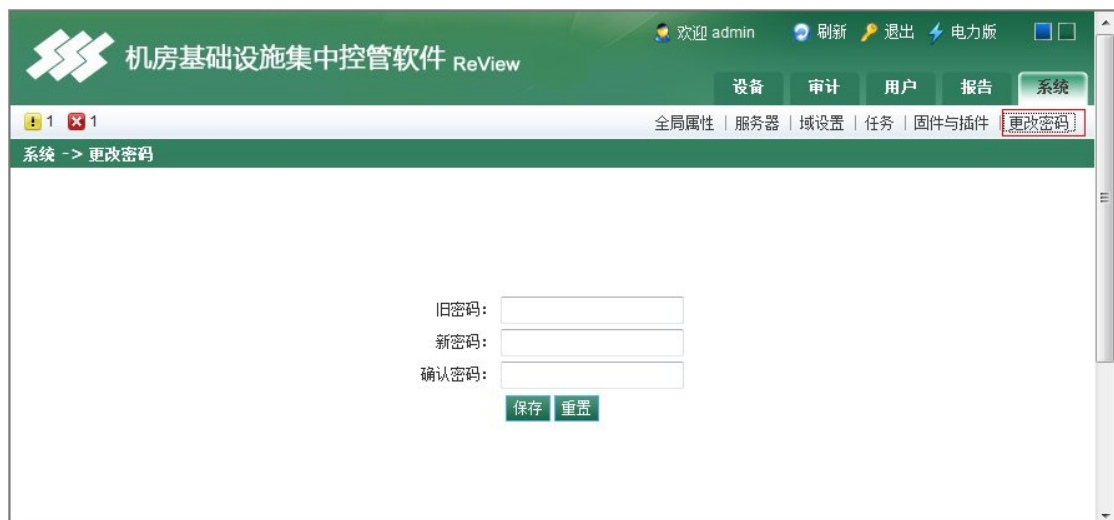 欢迎 admin 刷新 退出 电力版
机房基础设施集中控管软件 ReView
设备 审计 用户 报告 系统
1 1 全局属性 | 服务器 | 域设置 | 任务 | 固件与插件 | 更改密码
系统 -> 更改密码
旧密码：
新密码：
确认密码：
保存 重置